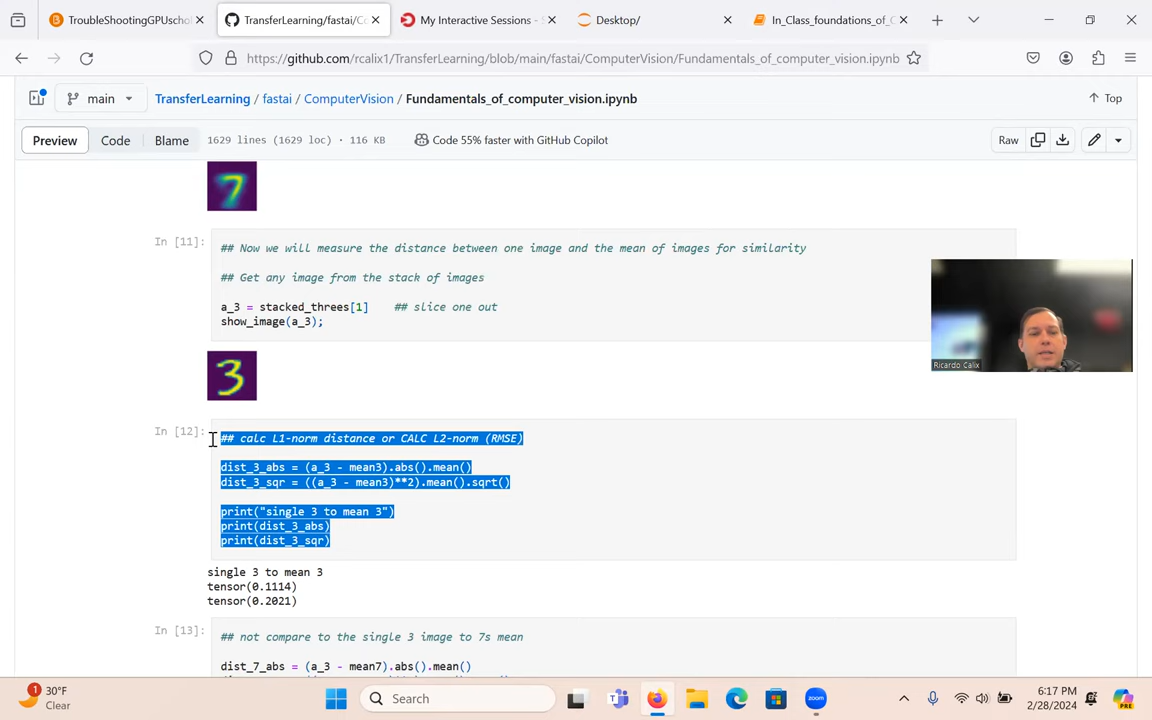 TroubleShootingGPUschol
TransferLearning/fastai/Co
My Interactive Sessions -
Desktop/
In_Class_foundations_of_C
https://github.com/rcalix1/TransferLearning/blob/main/fastai/ComputerVision/Fundamentals_of_computer_vision.ipynb
main
TransferLearning / fastai / ComputerVision / Fundamentals_of_computer_vision.ipynb
Top
Preview
Code
Blame
1629 lines (1629 loc) · 116 KB
Code 55% faster with GitHub Copilot
Raw
7
In [11]:
## Now we will measure the distance between one image and the mean of images for similarity
## Get any image from the stack of images
a_3 = stacked_threes[1]    ## slice one out
show_image(a_3);
3
In [12]:
## calc L1-norm distance or CALC L2-norm (RMSE)
dist_3_abs = (a_3 - mean3).abs().mean()
dist_3_sqr = ((a_3 - mean3)**2).mean().sqrt()
print("single 3 to mean 3")
print(dist_3_abs)
print(dist_3_sqr)
single 3 to mean 3
tensor(0.1114)
tensor(0.2021)
In [13]:
## not compare to the single 3 image to 7s mean
dist_7_abs = (a_3 - mean7).abs().mean()
Ricardo Calix
1
30°F
Clear
Search
zoom
PRE
6:17 PM
2/28/2024